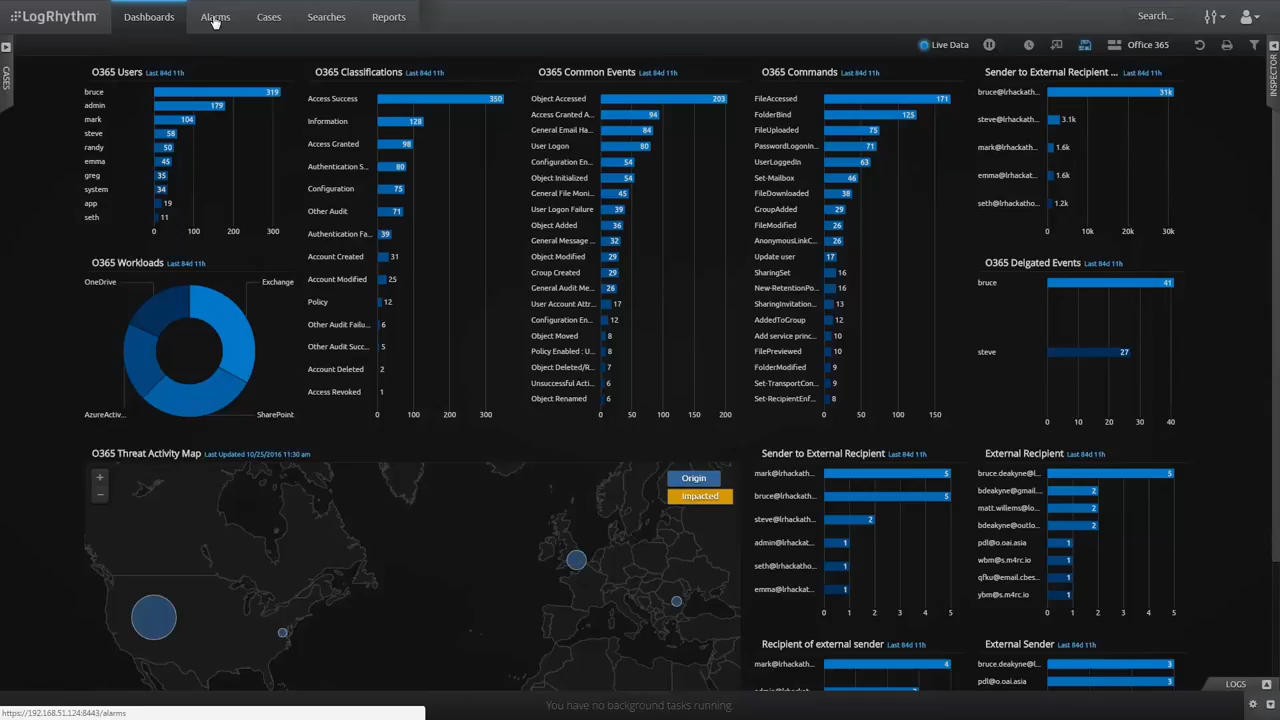 LogRhythm
Dashboards
Alarms
Cases
Searches
Reports
Search...
Live Data
Office 365
CASES
INSPECTOR
O365 Users Last 84d 11h
bruce 319
admin 179
mark 104
steve 58
randy 50
emma 45
greg 35
system 34
app 19
seth 11
0 100 200 300
O365 Classifications Last 84d 11h
Access Success 350
Information 128
Access Granted 98
Authentication S... 80
Configuration 75
Other Audit 71
Authentication Fa... 39
Account Created 31
Account Modified 25
Policy 12
Other Audit Failu... 6
Other Audit Succ... 5
Account Deleted 2
Access Revoked 1
0 100 200 300
O365 Common Events Last 84d 11h
Object Accessed 203
Access Granted A... 94
General Email Ha... 84
User Logon 80
Configuration En... 54
Object Initialized 54
General File Moni... 45
User Logon Failure 39
Object Added 36
General Message ... 32
Object Modified 29
Group Created 29
General Audit Me... 26
User Account Attr... 17
Configuration En... 12
Object Moved 8
Policy Enabled : U... 8
Object Deleted/R... 7
Unsuccessful Acti... 6
Object Renamed 6
0 50 100 150 200
O365 Commands Last 84d 11h
FileAccessed 171
FolderBind 125
FileUploaded 75
PasswordLogonIn... 71
UserLoggedIn 63
Set-Mailbox 46
FileDownloaded 38
GroupAdded 29
FileModified 26
AnonymousLinkC... 26
Update user 17
SharingSet 16
New-RetentionPo... 16
SharingInvitation... 13
AddedToGroup 12
Add service princ... 10
FilePreviewed 10
FolderModified 9
Set-TransportCon... 9
Set-RecipientEnf... 8
0 50 100 150
Sender to External Recipient ... Last 84d 11h
bruce@lrhackath... 31k
steve@lrhackath... 3.1k
mark@lrhackath... 1.6k
emma@lrhackat... 1.6k
seth@lrhackatho... 1.2k
0 10k 20k 30k
O365 Workloads Last 84d 11h
OneDrive
Exchange
AzureActiv...
SharePoint
O365 Delgated Events Last 84d 11h
bruce 41
steve 27
0 10 20 30 40
O365 Threat Activity Map Last Updated 10/25/2016 11:30 am
+
−
Origin
Impacted
Sender to External Recipient Last 84d 11h
mark@lrhackath... 5
bruce@lrhackath... 5
steve@lrhackath... 2
admin@lrhackat... 1
seth@lrhackatho... 1
emma@lrhackat... 1
0 1 2 3 4 5
External Recipient Last 84d 11h
bruce.deakyne@l... 5
bdeakyne@gmail.... 2
matt.willems@lo... 2
bdeakyne@outlo... 2
pdl@o.oai.asia 1
wbm@s.m4rc.io 1
qfku@email.cbes... 1
ybm@s.m4rc.io 1
0 1 2 3 4 5
Recipient of external sender Last 84d 11h
mark@lrhackath... 4
External Sender Last 84d 11h
bruce.deakyne@l... 3
pdl@o.oai.asia 3
LOGS
You have no background tasks running.
https://192.168.51.124:8443/alarms